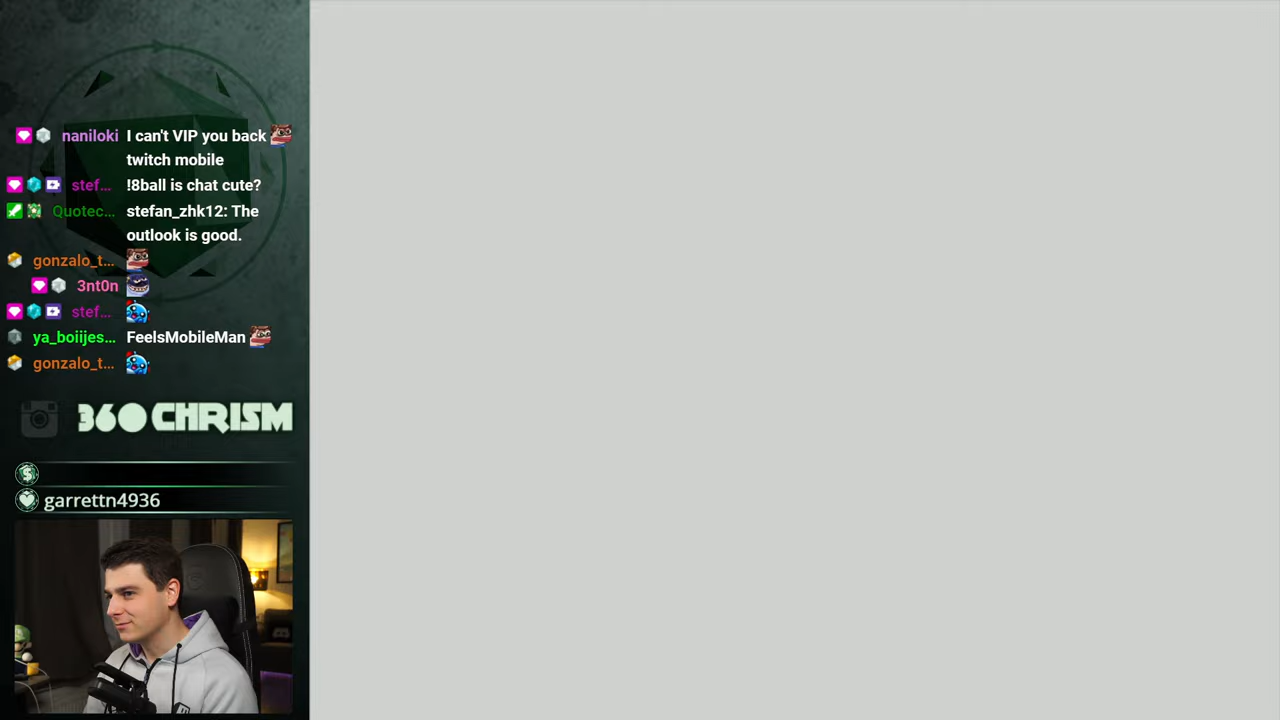 naniloki I can't VIP you back
twitch mobile
stef... !8ball is chat cute?
Quotec... stefan_zhk12: The
outlook is good.
gonzalo_t...
3nt0n
stef...
ya_boiijes... FeelsMobileMan
gonzalo_t...
360 CHRISM
garrettn4936